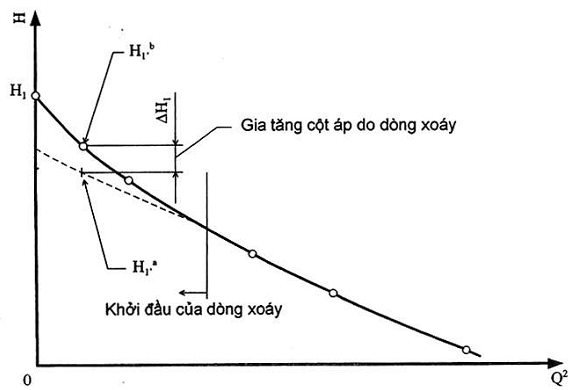 H
H₁.ᵇ
H₁
ΔH₁
Gia tăng cột áp do dòng xoáy
H₁.ᵃ
Khởi đầu của dòng xoáy
0
Q²